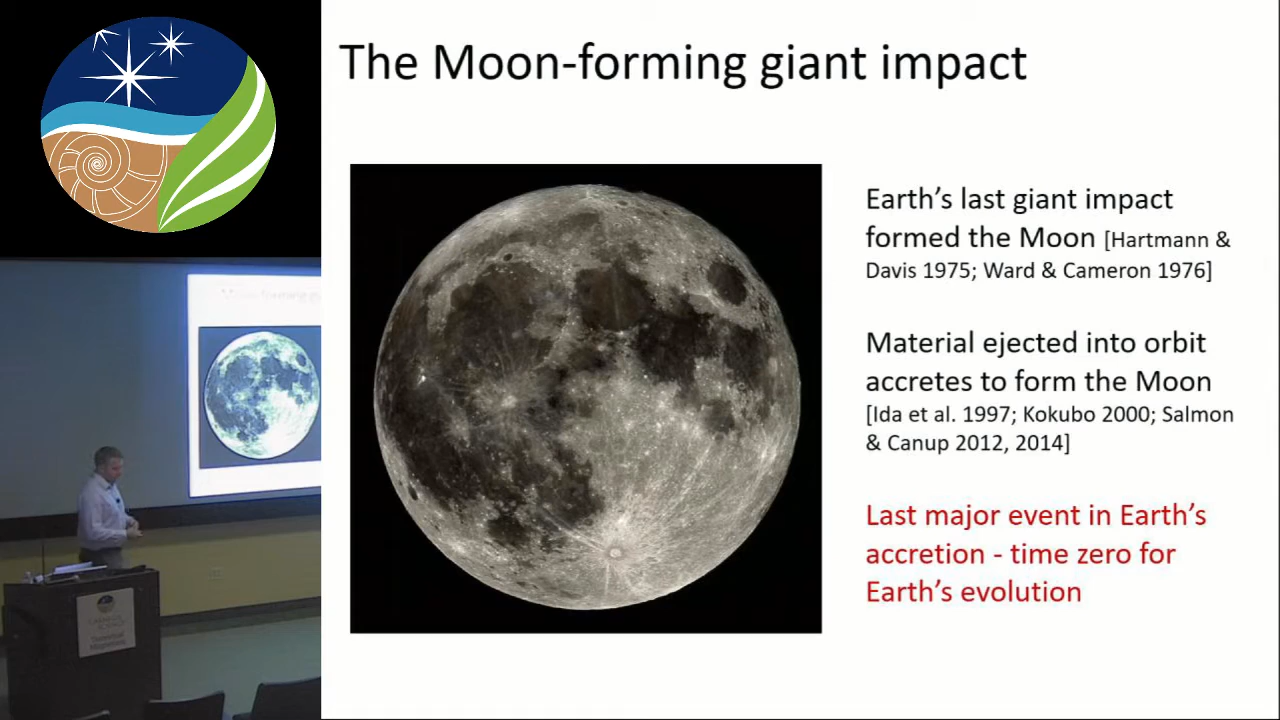 The Moon-forming giant impact
Earth's last giant impact
formed the Moon [Hartmann &
Davis 1975; Ward & Cameron 1976]
Material ejected into orbit
accretes to form the Moon
[Ida et al. 1997; Kokubo 2000; Salmon
& Canup 2012, 2014]
Last major event in Earth's
accretion - time zero for
Earth's evolution